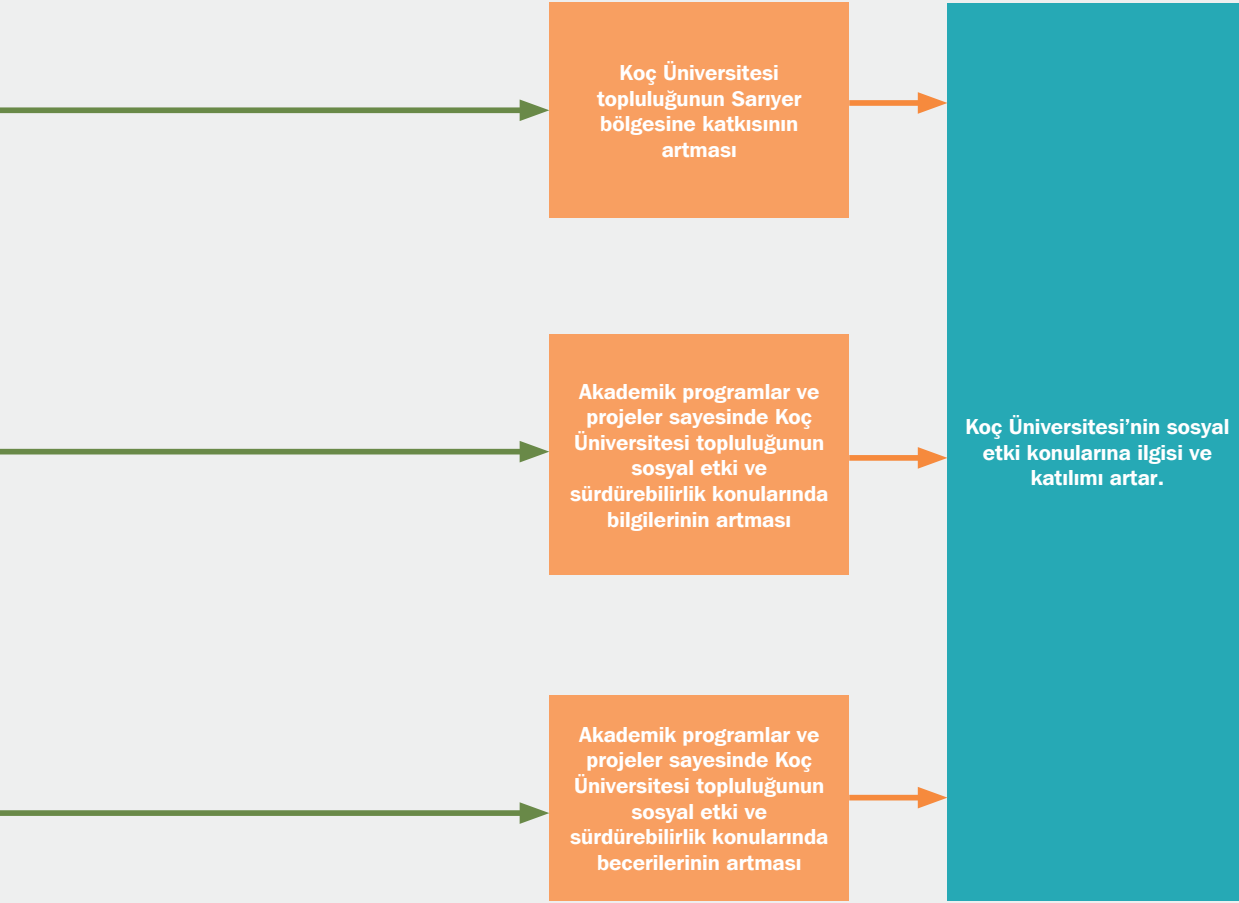 Koç Üniversitesi
topluluğunun Sarıyer
bölgesine katkısının
artması
Akademik programlar ve
projeler sayesinde Koç
Üniversitesi topluluğunun
sosyal etki ve
sürdürebilirlik konularında
bilgilerinin artması
Akademik programlar ve
projeler sayesinde Koç
Üniversitesi topluluğunun
sosyal etki ve
sürdürebilirlik konularında
becerilerinin artması
Koç Üniversitesi’nin sosyal
etki konularına ilgisi ve
katılımı artar.